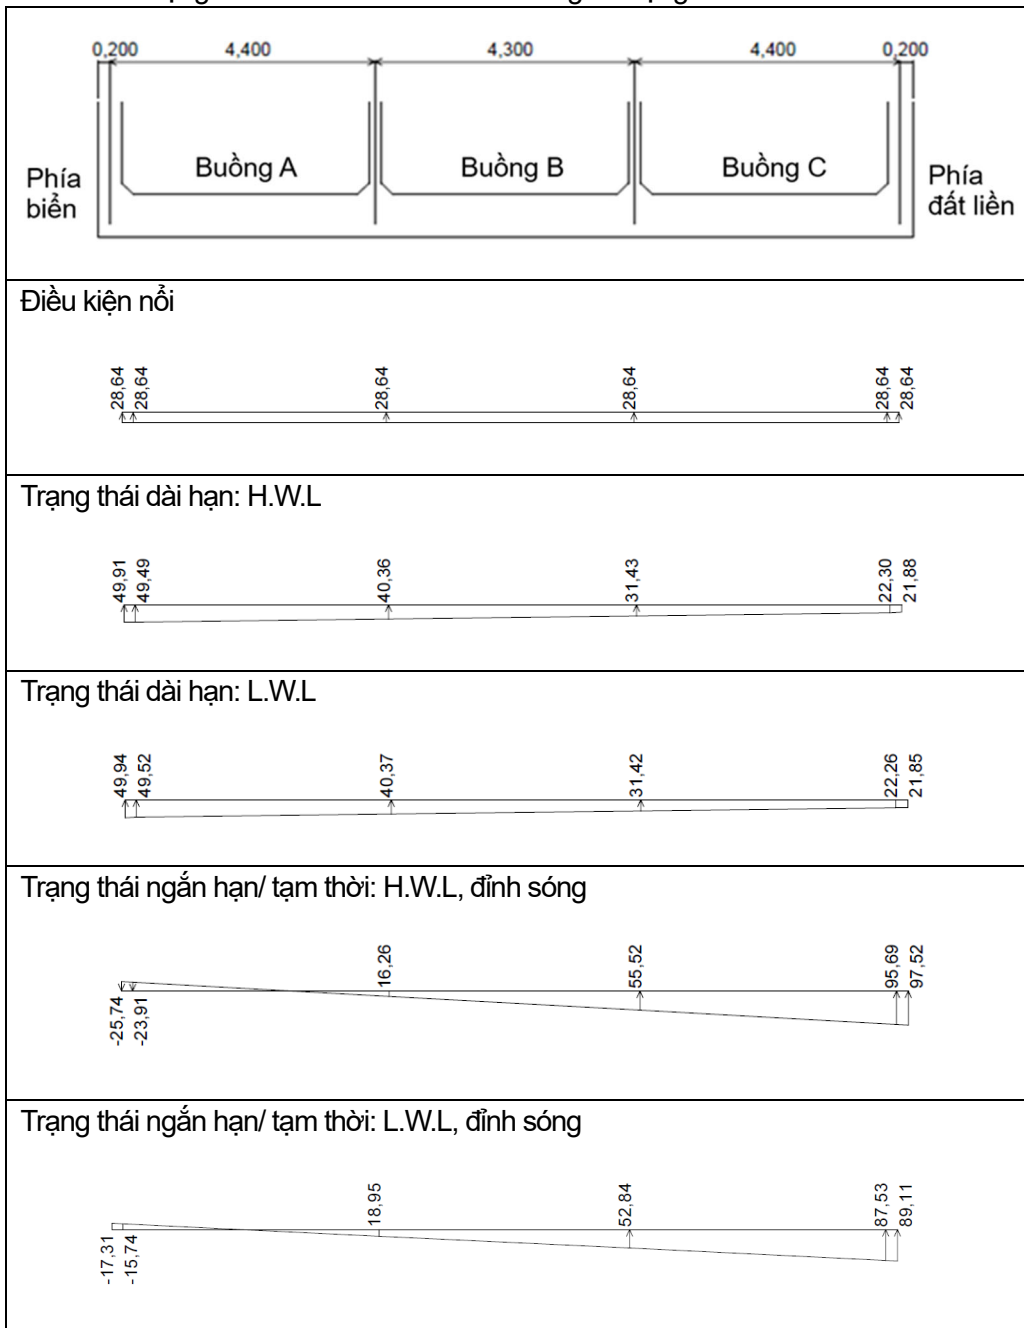 0,200 4,400 4,300 4,400 0,200
Buồng A Buồng B Buồng C
Phía
biển
Phía
đất liền
Điều kiện nổi
28,64 28,64 28,64 28,64 28,64 28,64
Trạng thái dài hạn: H.W.L
49,91 49,49 40,36 31,43 22,30 21,88
Trạng thái dài hạn: L.W.L
49,94 49,52 40,37 31,42 22,26 21,85
Trạng thái ngắn hạn/ tạm thời: H.W.L, đỉnh sóng
-25,74 -23,91 16,26 55,52 95,69 97,52
Trạng thái ngắn hạn/ tạm thời: L.W.L, đỉnh sóng
-17,31 -15,74 18,95 52,84 87,53 89,11